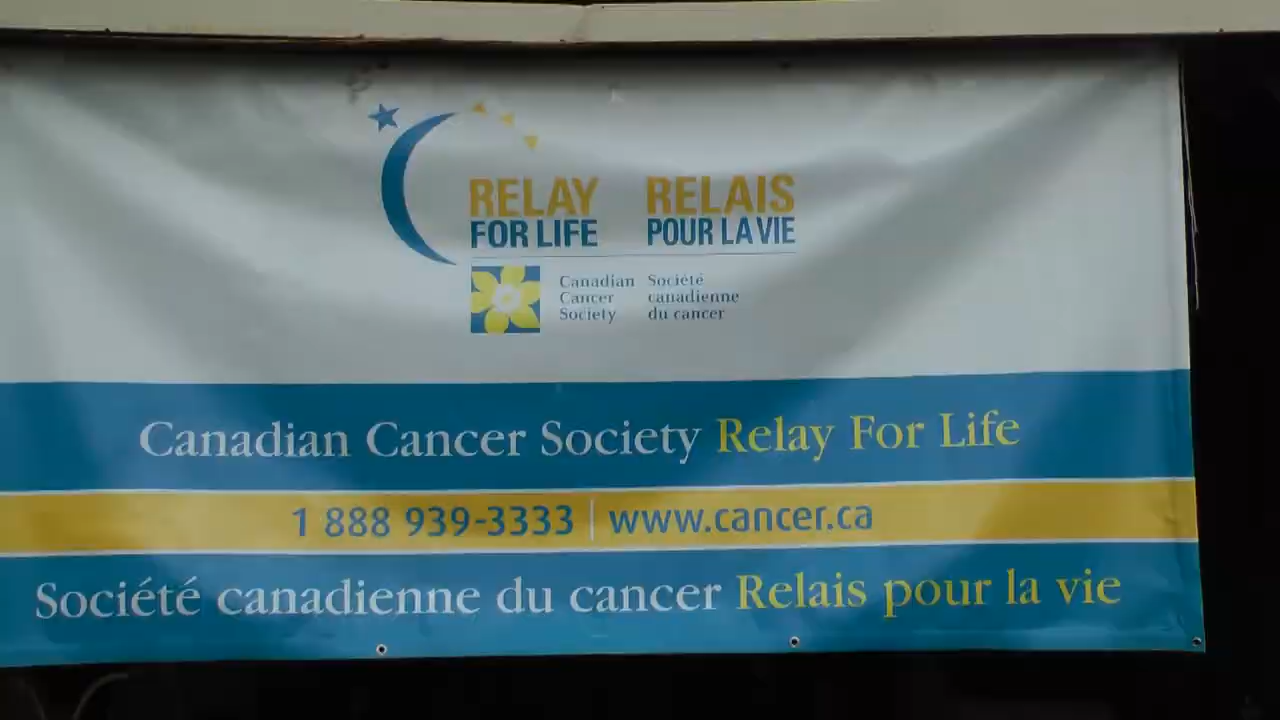 RELAY
FOR LIFE
RELAIS
POUR LA VIE
Canadian
Cancer
Society
Société
canadienne
du cancer
Canadian Cancer Society Relay For Life
1 888 939-3333 | www.cancer.ca
Société canadienne du cancer Relais pour la vie